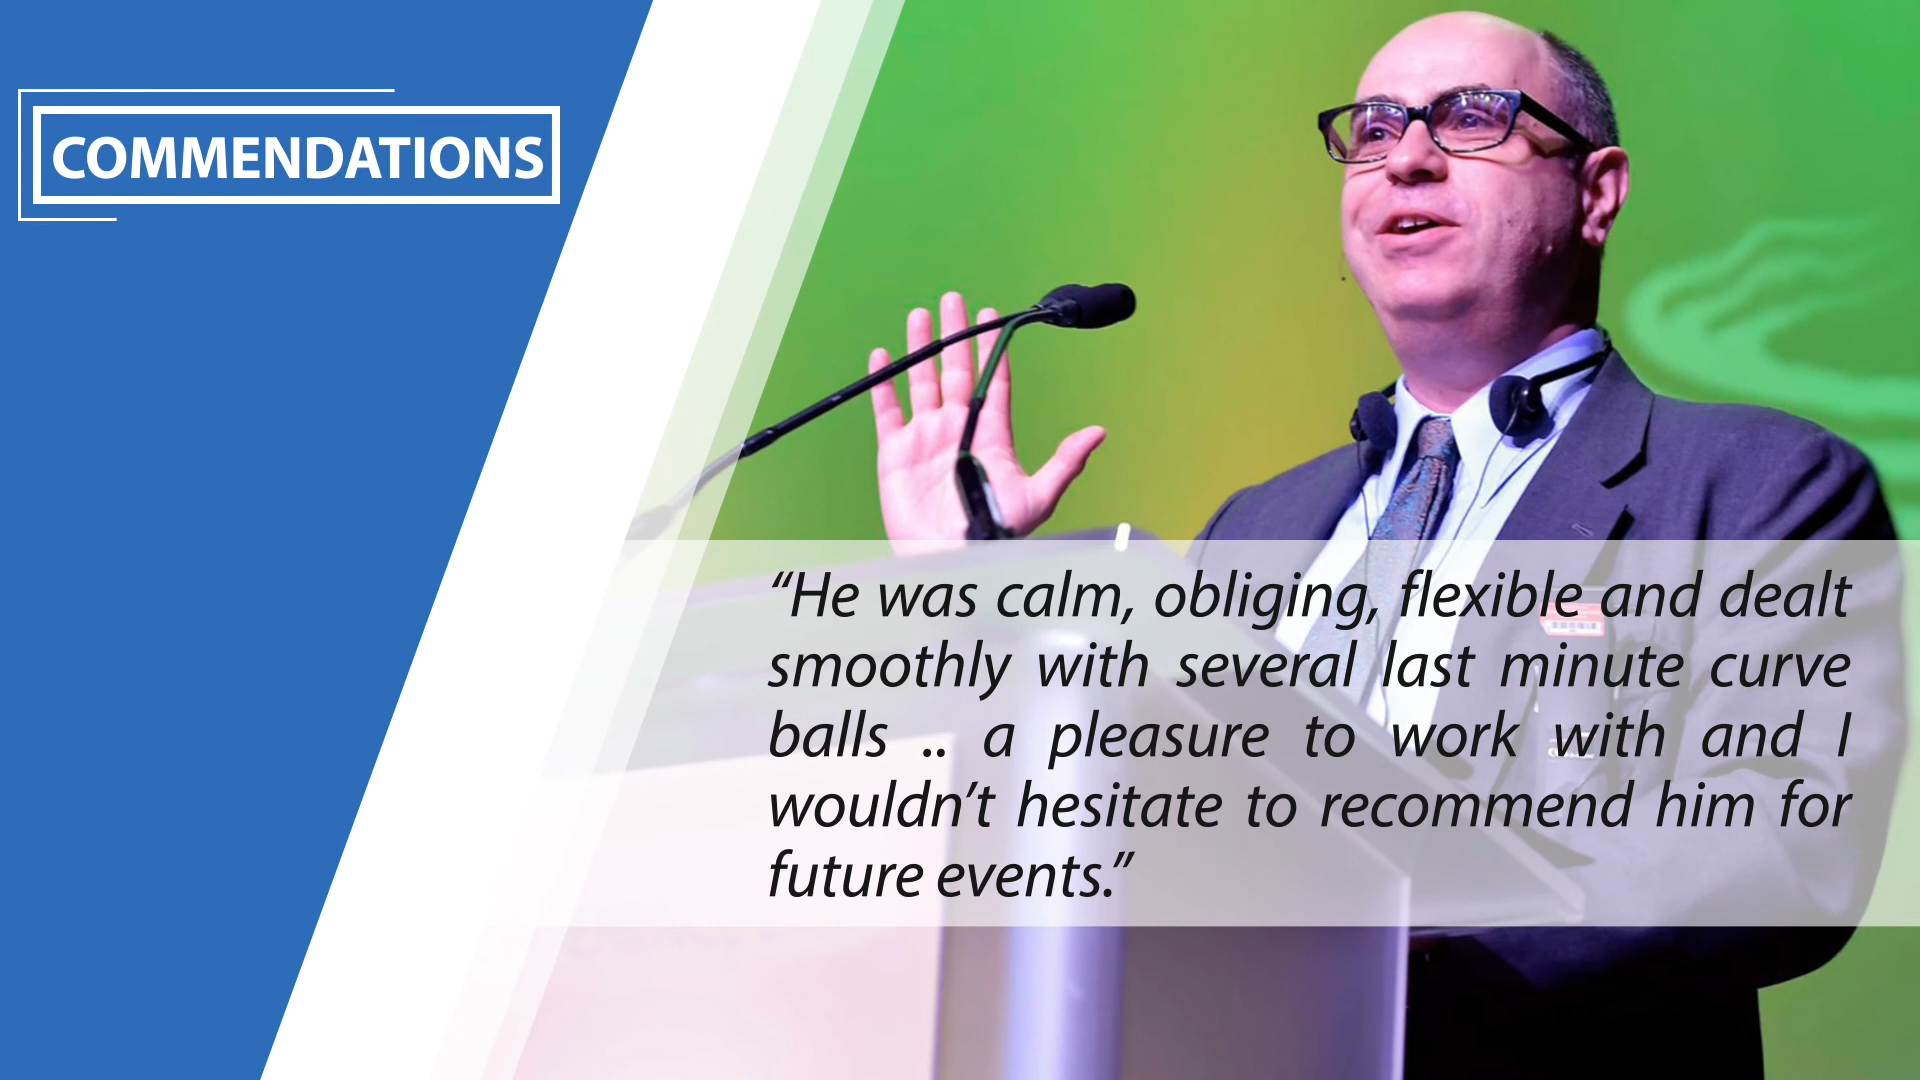 COMMENDATIONS
“He was calm, obliging, flexible and dealt
smoothly with several last minute curve
balls .. a pleasure to work with and I
wouldn’t hesitate to recommend him for
future events.”